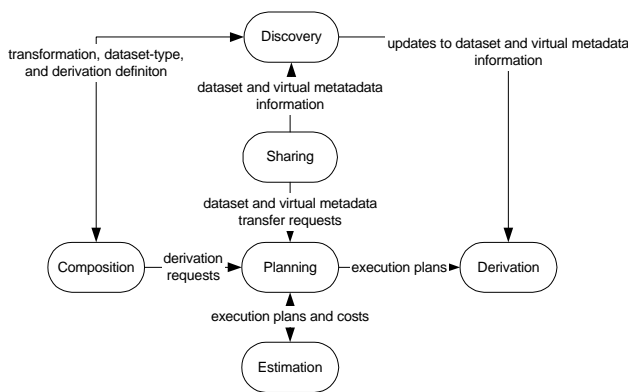 Discovery
transformation, dataset-type,
and derivation definiton
updates to dataset and virtual metadata
information
dataset and virtual metatadata
information
Sharing
dataset and virtual metadata
transfer requests
Composition
derivation
requests
Planning
execution plans
Derivation
execution plans and costs
Estimation